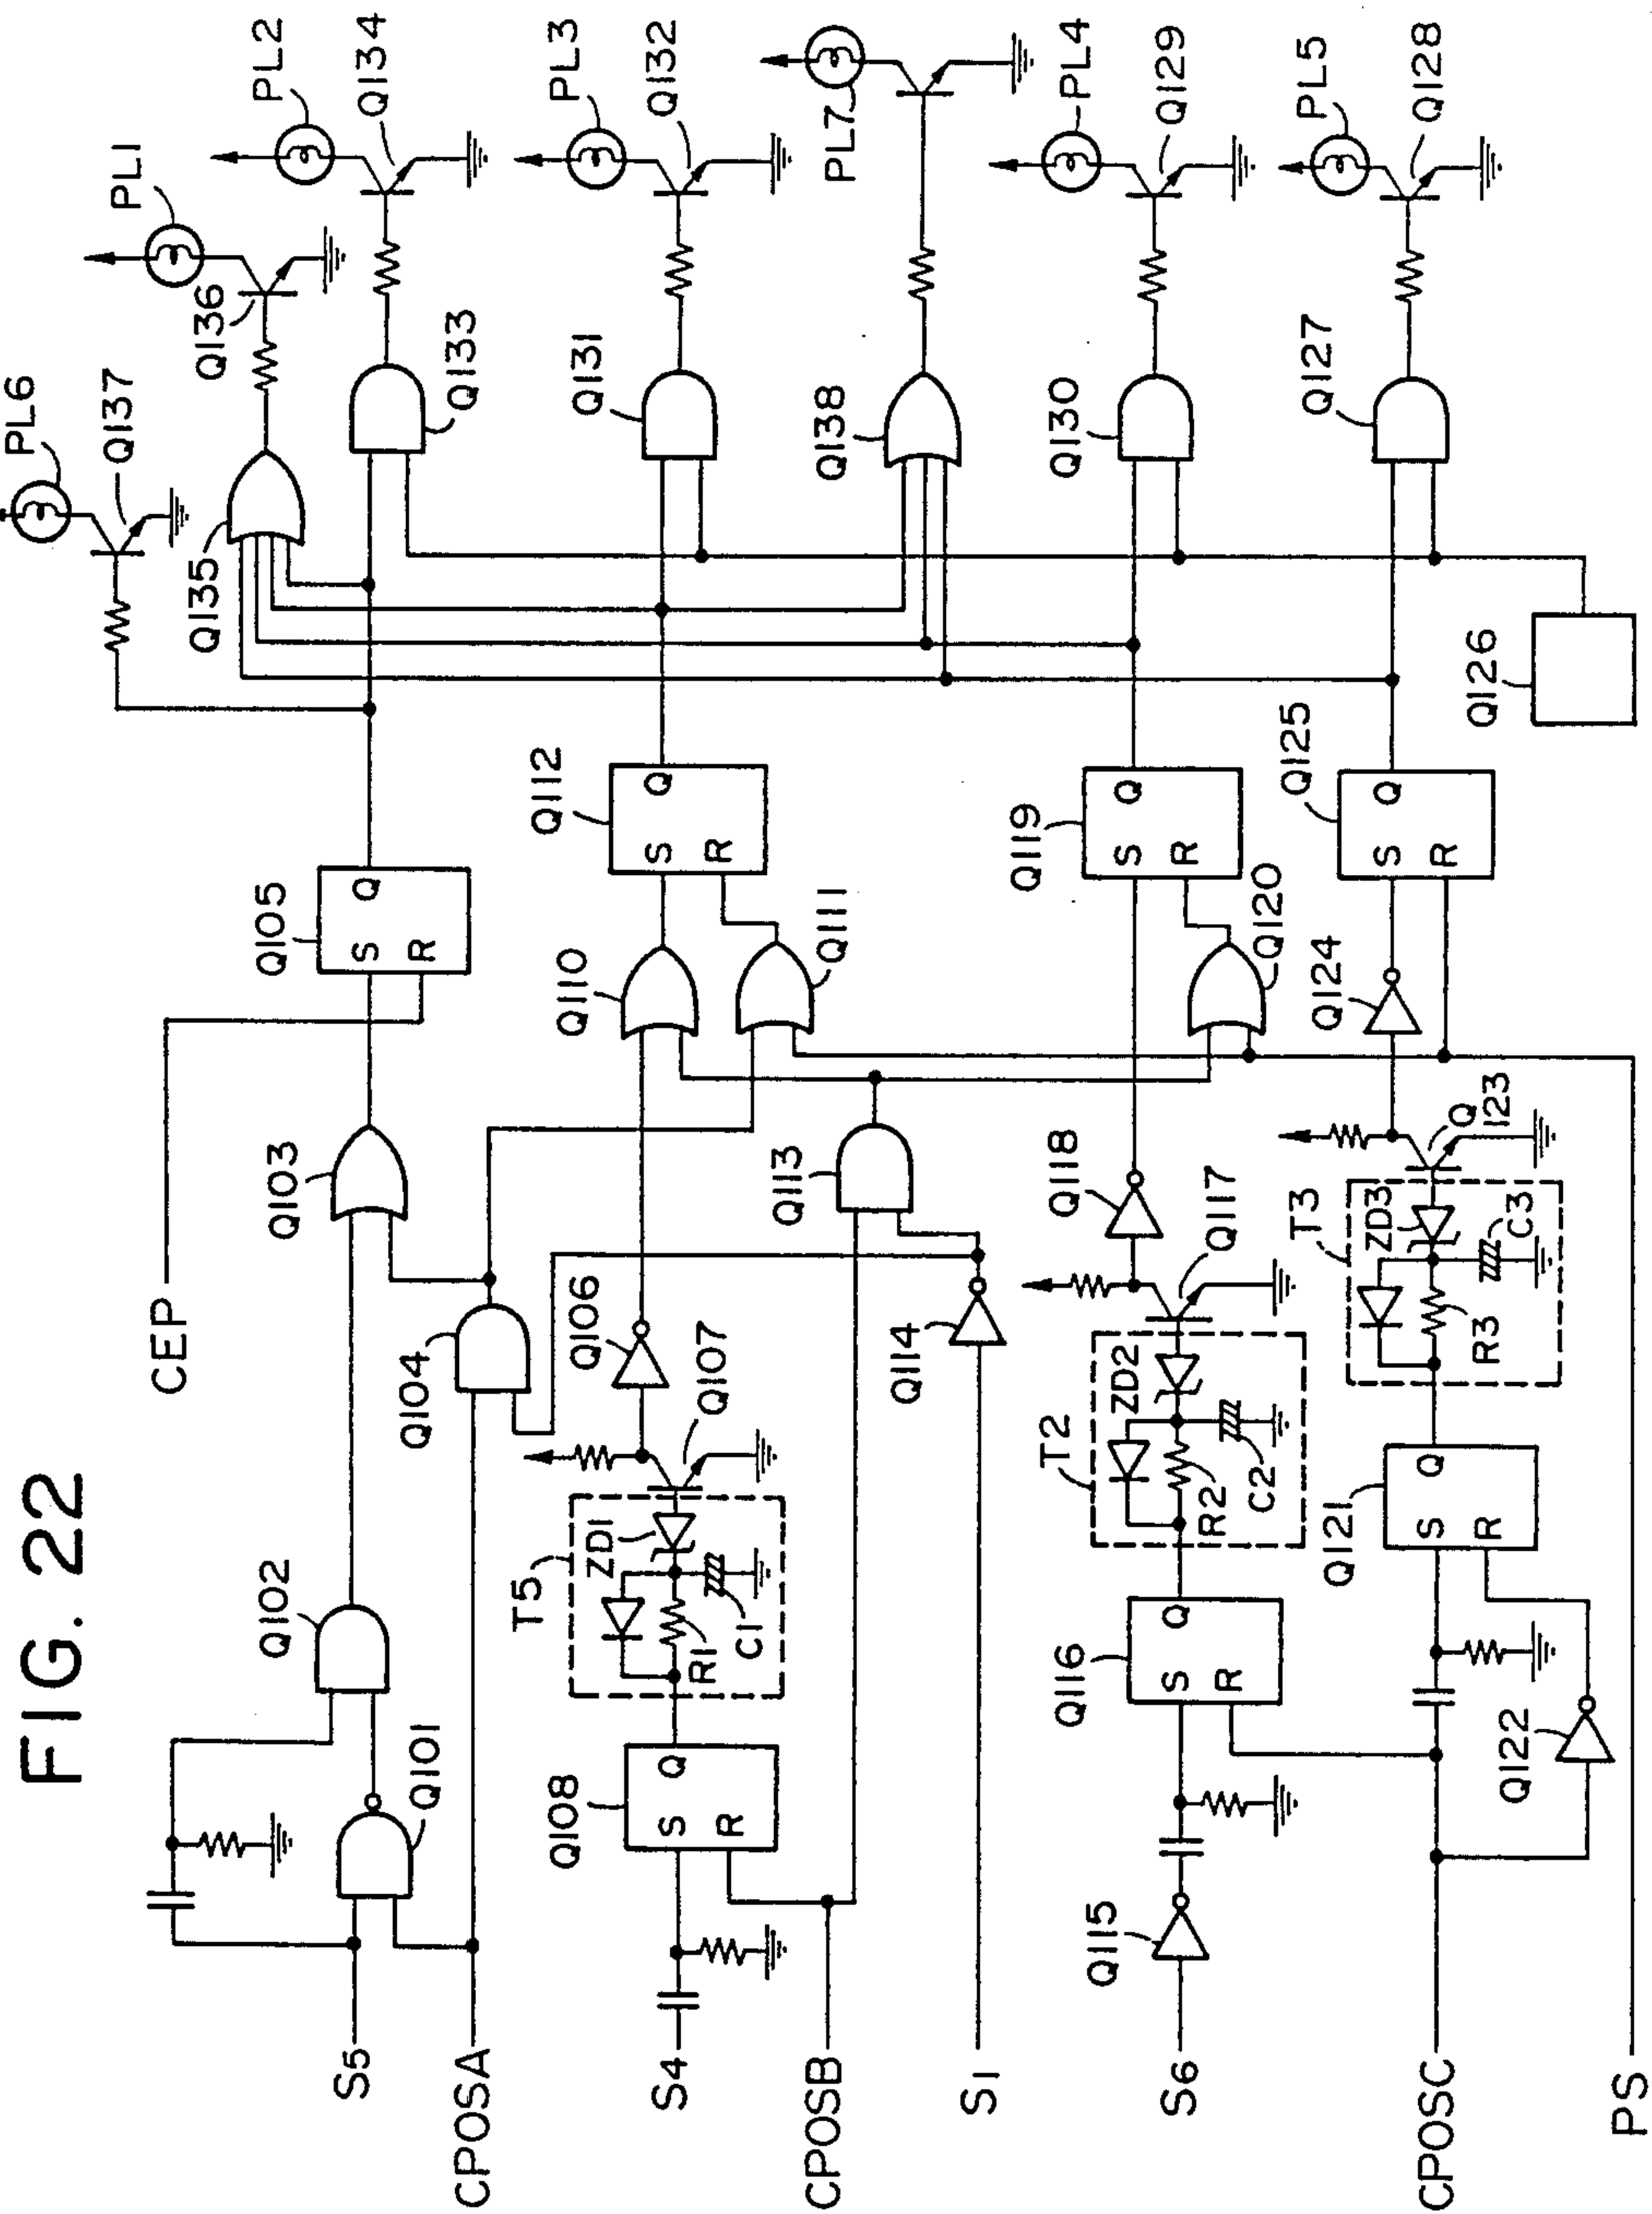 FIG. 22
PL6
Q137
PL1
Q136
Q135
PL2
Q134
Q133
CEP
Q105
S
R
Q
Q103
Q102
Q101
S5
CPOSA
Q104
PL3
Q132
Q131
Q112
S
R
Q
Q110
Q111
Q106
Q107
T5
ZD1
R1
C1
Q108
S
R
Q
S4
CPOSB
PL7
Q138
Q113
Q114
S1
PL4
Q129
Q130
Q119
S
R
Q
Q120
Q118
Q117
T2
ZD2
R2
C2
Q116
S
R
Q
Q115
S6
PL5
Q128
Q127
Q126
Q125
S
R
Q
Q124
Q
123
T3
ZD3
C3
R3
Q121
S
R
Q
Q122
CPOSC
PS